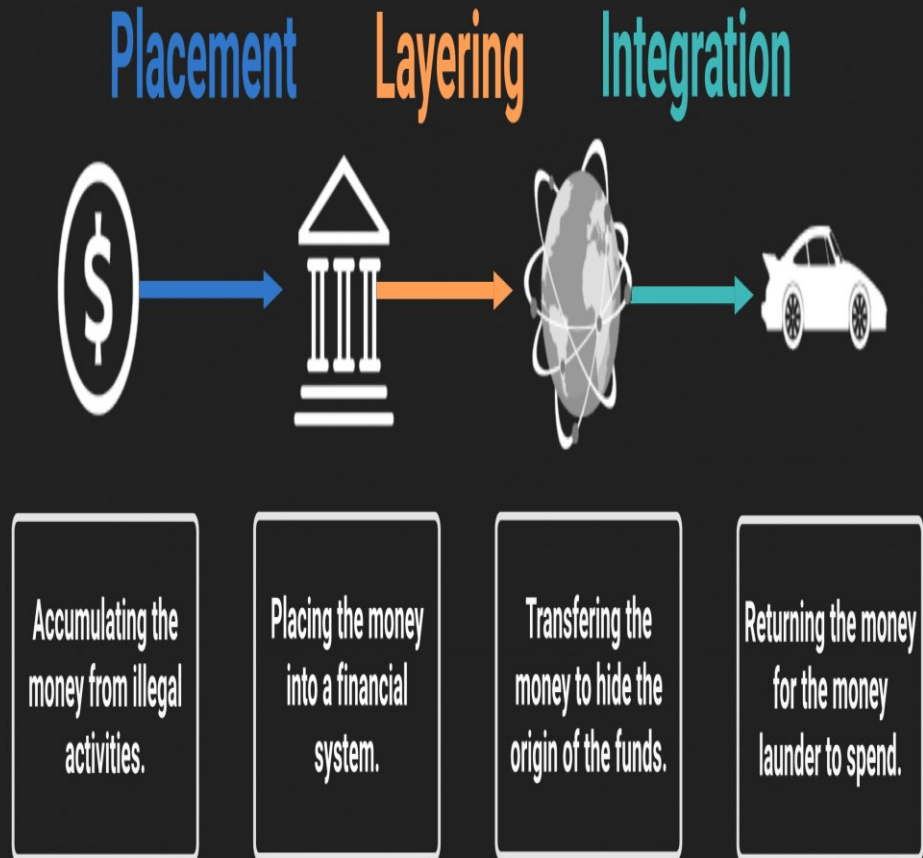 Placement
Layering
Integration
$
Accumulating the
money from illegal
activities.
Placing the money
into a financial
system.
Transfering the
money to hide the
origin of the funds.
Returning the money
for the money
launder to spend.